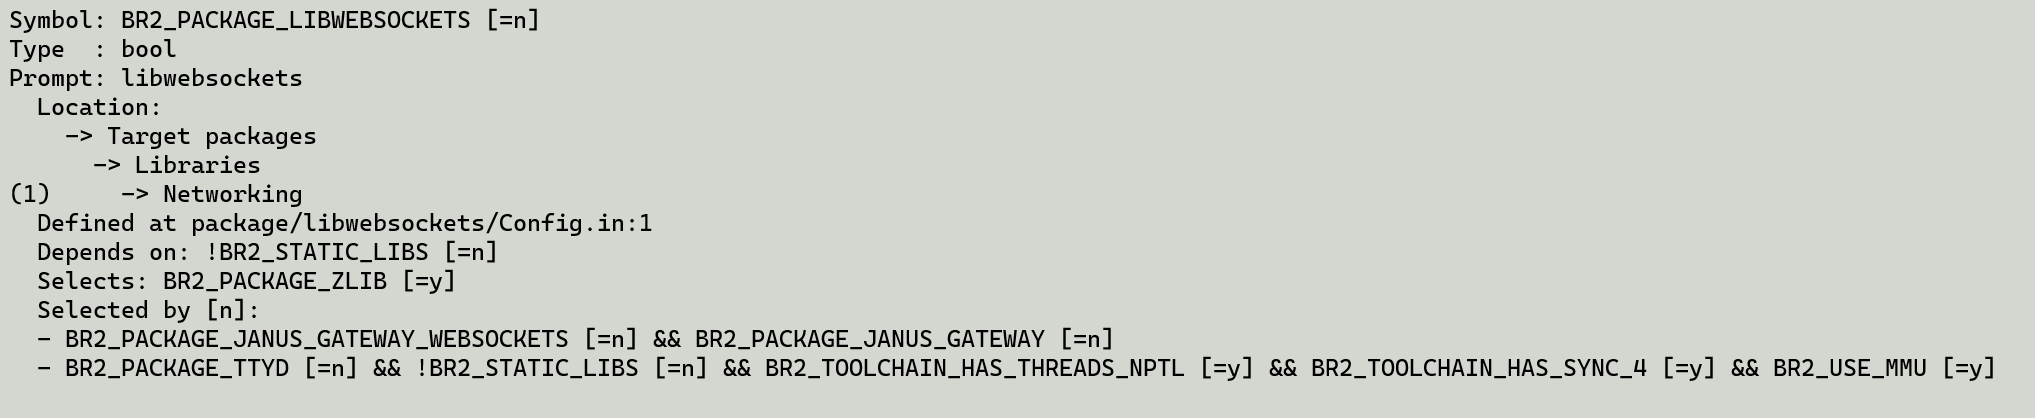 Symbol: BR2_PACKAGE_LIBWEBSOCKETS [=n]
Type  : bool
Prompt: libwebsockets
  Location:
    -> Target packages
      -> Libraries
(1)     -> Networking
  Defined at package/libwebsockets/Config.in:1
  Depends on: !BR2_STATIC_LIBS [=n]
  Selects: BR2_PACKAGE_ZLIB [=y]
  Selected by [n]:
  - BR2_PACKAGE_JANUS_GATEWAY_WEBSOCKETS [=n] && BR2_PACKAGE_JANUS_GATEWAY [=n]
  - BR2_PACKAGE_TTYD [=n] && !BR2_STATIC_LIBS [=n] && BR2_TOOLCHAIN_HAS_THREADS_NPTL [=y] && BR2_TOOLCHAIN_HAS_SYNC_4 [=y] && BR2_USE_MMU [=y]